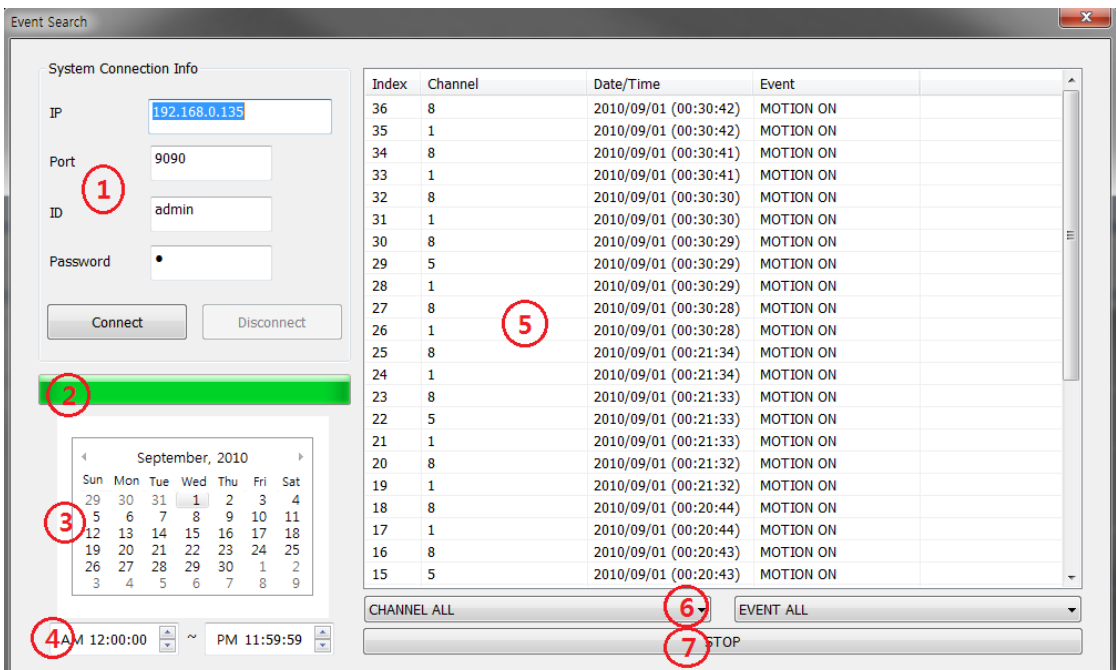 Event Search
System Connection Info
IP 192.168.0.135
Port 9090
1
ID admin
Password
Connect Disconnect
2
September, 2010
Sun Mon Tue Wed Thu Fri Sat
29 30 31 1 2 3 4
5 6 7 8 9 10 11
12 13 14 15 16 17 18
19 20 21 22 23 24 25
26 27 28 29 30 1 2
3 4 5 6 7 8 9
3
4
AM 12:00:00 ~ PM 11:59:59
Index Channel Date/Time Event
36 8 2010/09/01 (00:30:42) MOTION ON
35 1 2010/09/01 (00:30:42) MOTION ON
34 8 2010/09/01 (00:30:41) MOTION ON
33 1 2010/09/01 (00:30:41) MOTION ON
32 8 2010/09/01 (00:30:30) MOTION ON
31 1 2010/09/01 (00:30:30) MOTION ON
30 8 2010/09/01 (00:30:29) MOTION ON
29 5 2010/09/01 (00:30:29) MOTION ON
28 1 2010/09/01 (00:30:29) MOTION ON
27 8 2010/09/01 (00:30:28) MOTION ON
26 1 2010/09/01 (00:30:28) MOTION ON
25 8 2010/09/01 (00:21:34) MOTION ON
24 1 2010/09/01 (00:21:34) MOTION ON
23 8 2010/09/01 (00:21:33) MOTION ON
22 5 2010/09/01 (00:21:33) MOTION ON
21 1 2010/09/01 (00:21:33) MOTION ON
20 8 2010/09/01 (00:21:32) MOTION ON
19 1 2010/09/01 (00:21:32) MOTION ON
18 8 2010/09/01 (00:20:44) MOTION ON
17 1 2010/09/01 (00:20:44) MOTION ON
16 8 2010/09/01 (00:20:43) MOTION ON
15 5 2010/09/01 (00:20:43) MOTION ON
5
CHANNEL ALL 6 EVENT ALL
7 STOP